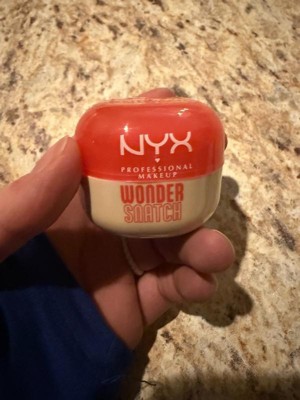 NYX
PROFESSIONAL
MAKEUP
WONDER
SNATCH